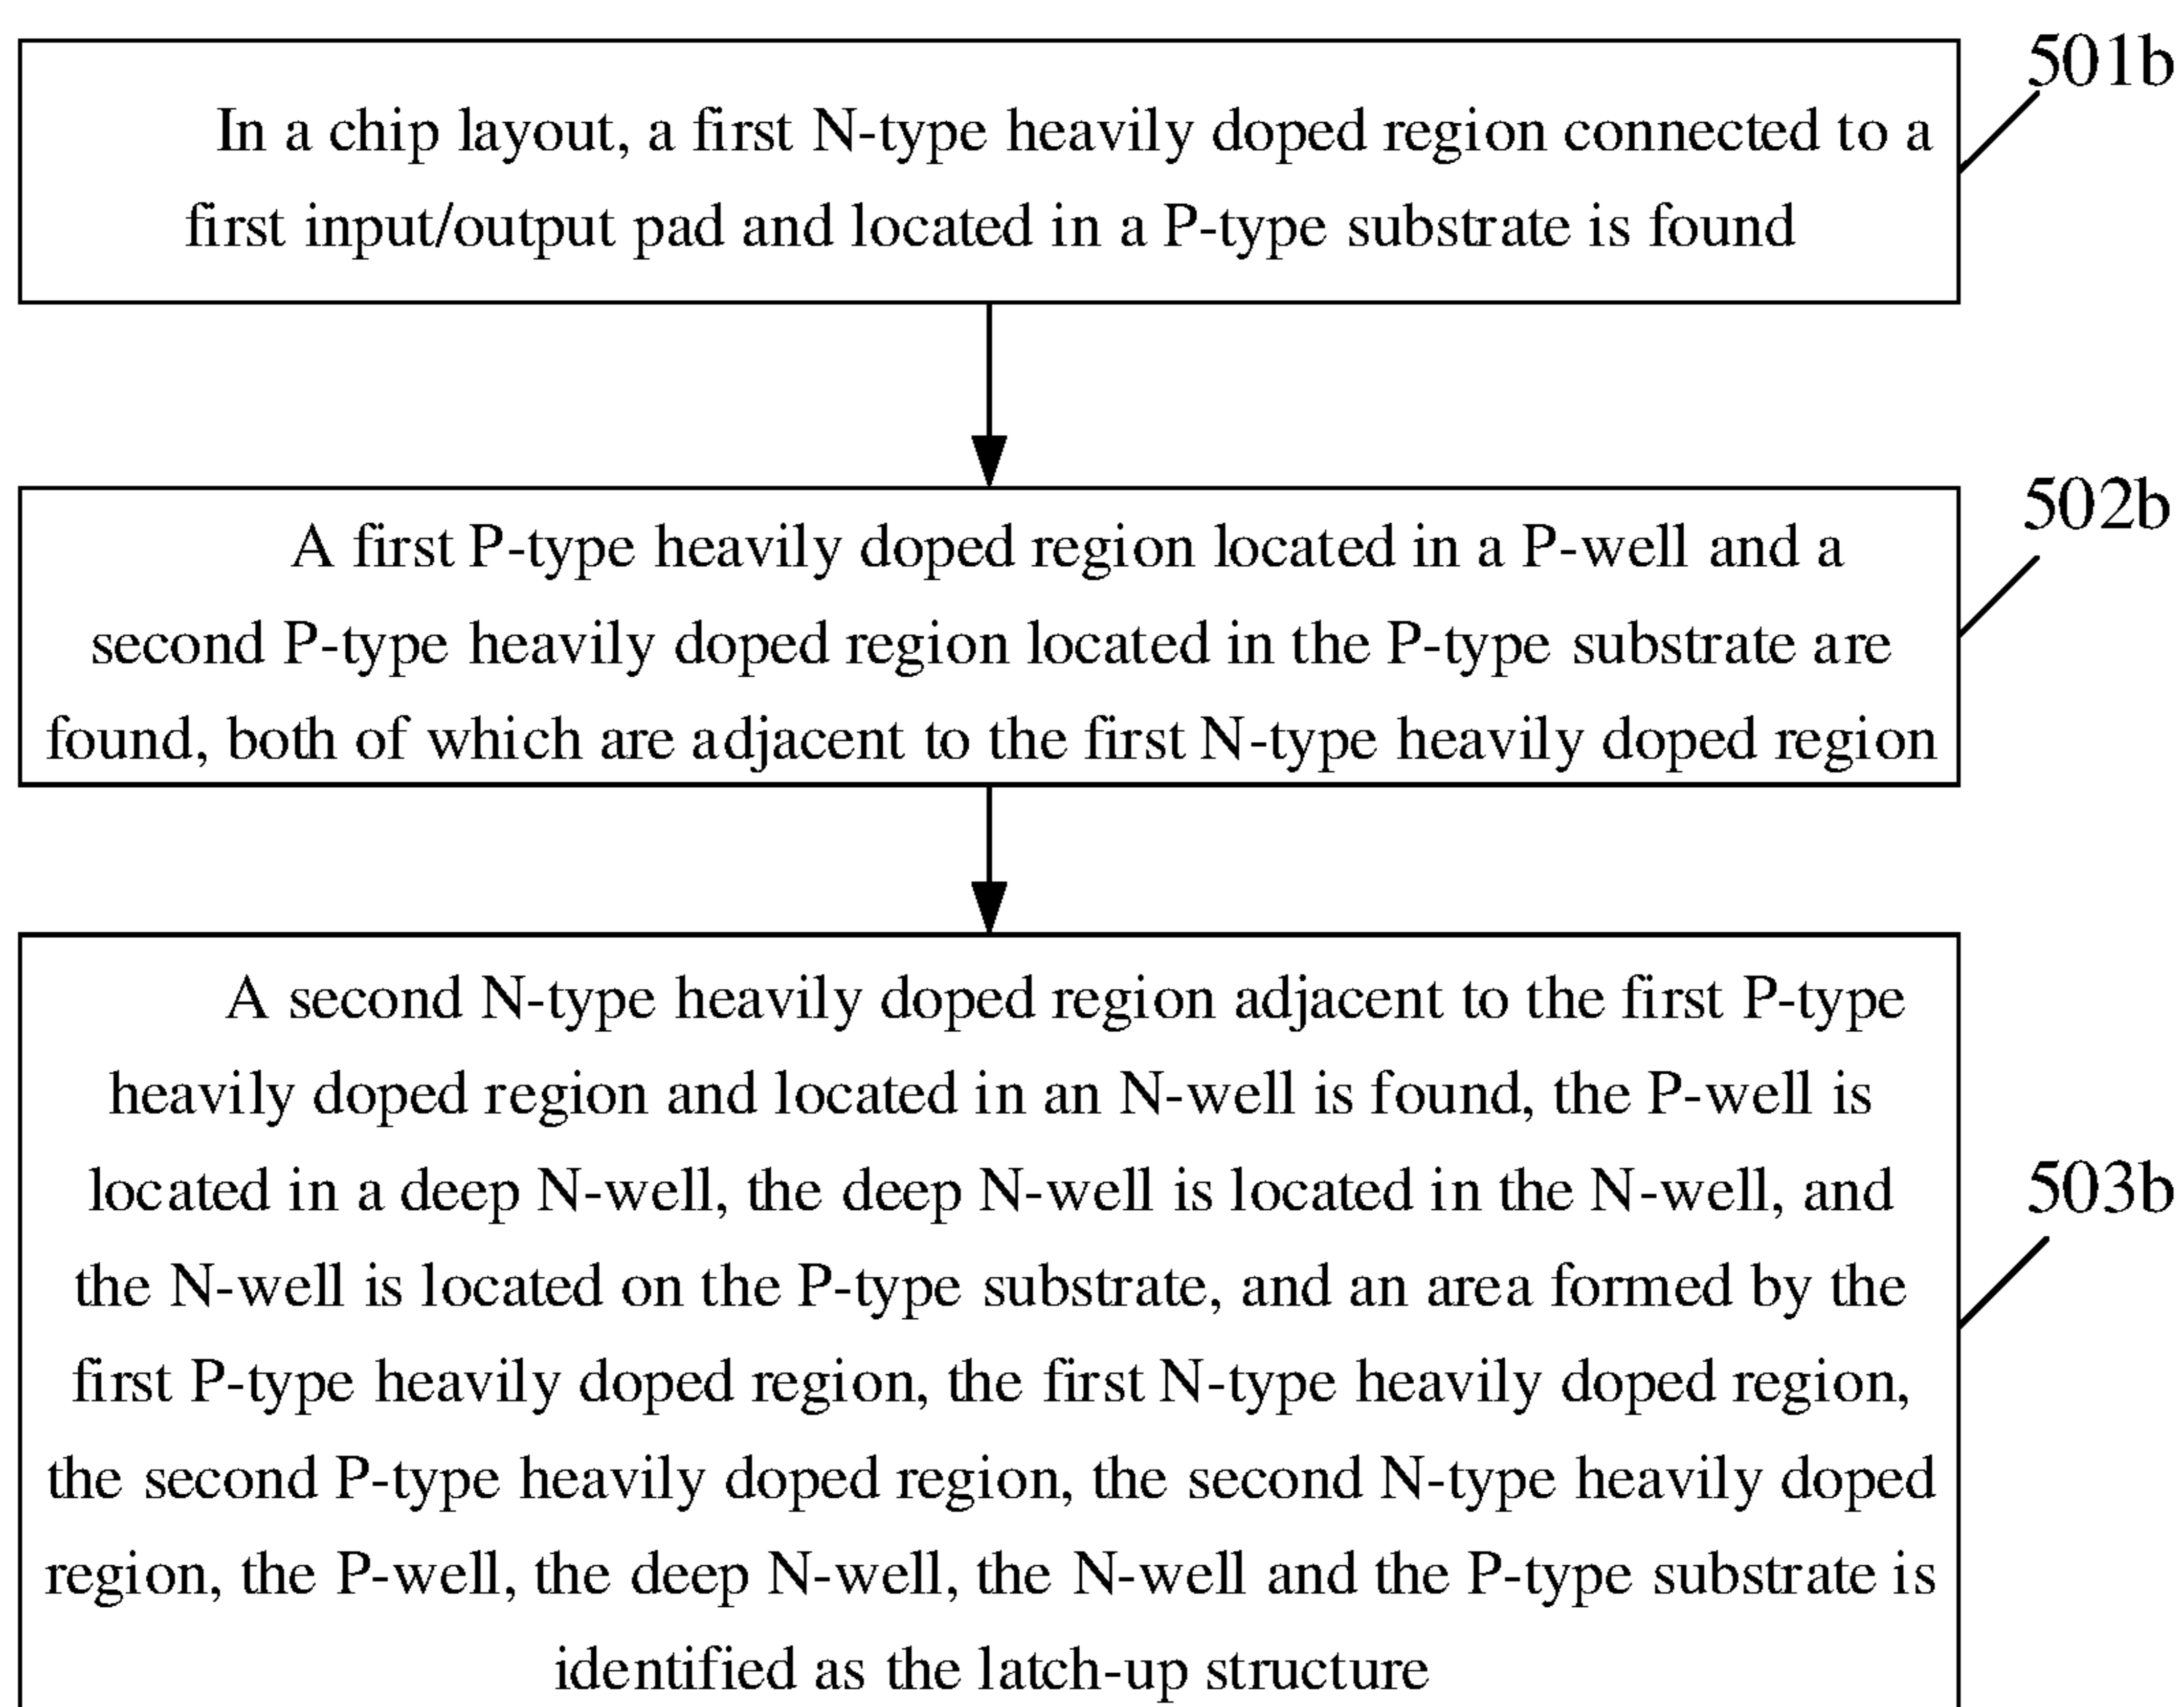 501b
In a chip layout, a first N-type heavily doped region connected to a
first input/output pad and located in a P-type substrate is found
502b
A first P-type heavily doped region located in a P-well and a
second P-type heavily doped region located in the P-type substrate are
found, both of which are adjacent to the first N-type heavily doped region
A second N-type heavily doped region adjacent to the first P-type
heavily doped region and located in an N-well is found, the P-well is
located in a deep N-well, the deep N-well is located in the N-well, and
503b
the N-well is located on the P-type substrate, and an area formed by the
first P-type heavily doped region, the first N-type heavily doped region,
the second P-type heavily doped region, the second N-type heavily doped
region, the P-well, the deep N-well, the N-well and the P-type substrate is
identified as the latch-up structure